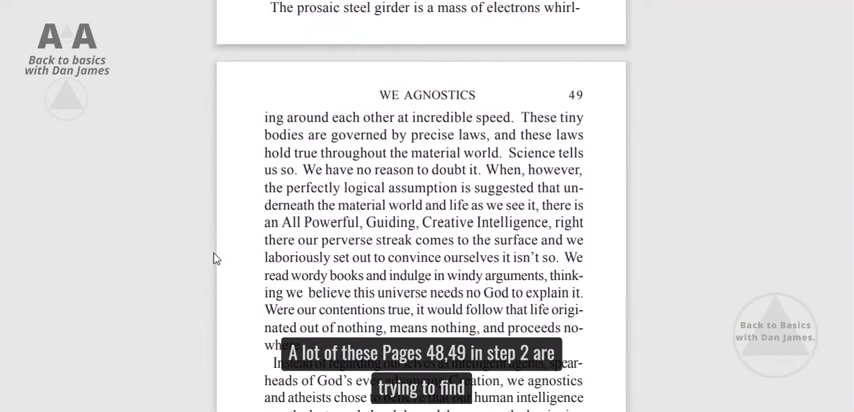 The prosaic steel girder is a mass of electrons whirl-
A A
Back to basics
with Dan James
WE AGNOSTICS 49
ing around each other at incredible speed. These tiny
bodies are governed by precise laws, and these laws
hold true throughout the material world. Science tells
us so. We have no reason to doubt it. When, however,
the perfectly logical assumption is suggested that un-
derneath the material world and life as we see it, there is
an All Powerful, Guiding, Creative Intelligence, right
there our perverse streak comes to the surface and we
laboriously set out to convince ourselves it isn't so. We
read wordy books and indulge in windy arguments, think-
ing we believe this universe needs no God to explain it.
Were our contentions true, it would follow that life origi-
nated out of nothing, means nothing, and proceeds no-
Back to Basics
with Dan James.
A lot of these Pages 48,49 in step 2 are
spear-
trying to find
heads of God's
we agnostics
and atheists chose
human intelligence